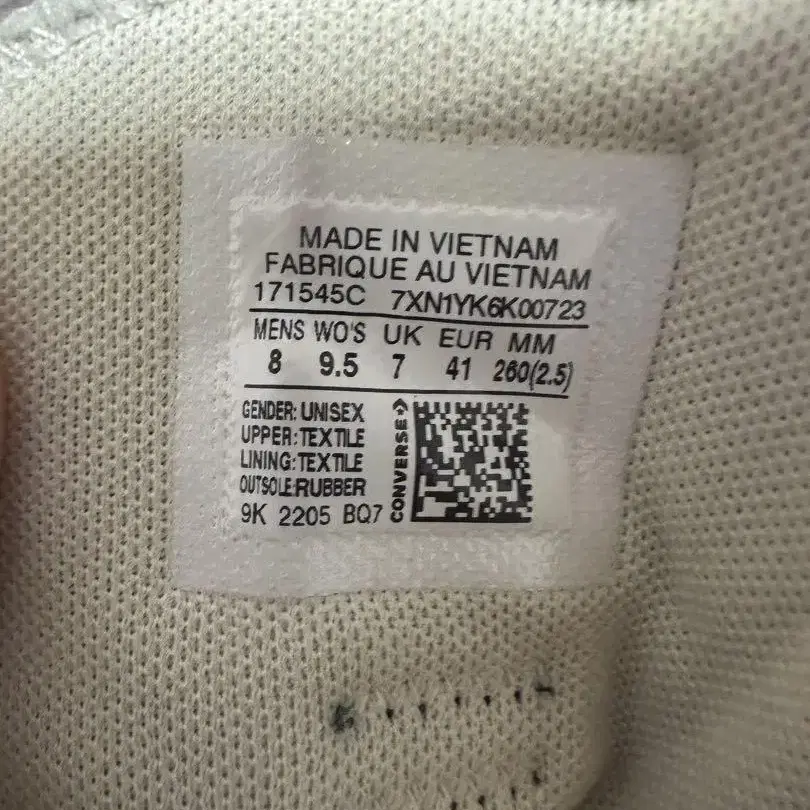 MADE IN VIETNAM
FABRIQUE AU VIETNAM
171545C 7XN1YK6K00723
MENS WO'S UK EUR MM
8 9.5 7 41 260(2.5)
GENDER: UNISEX
UPPER:TEXTILE
LINING:TEXTILE
OUTSOLE:RUBBER
9K 2205 BQ7
CONVERSE